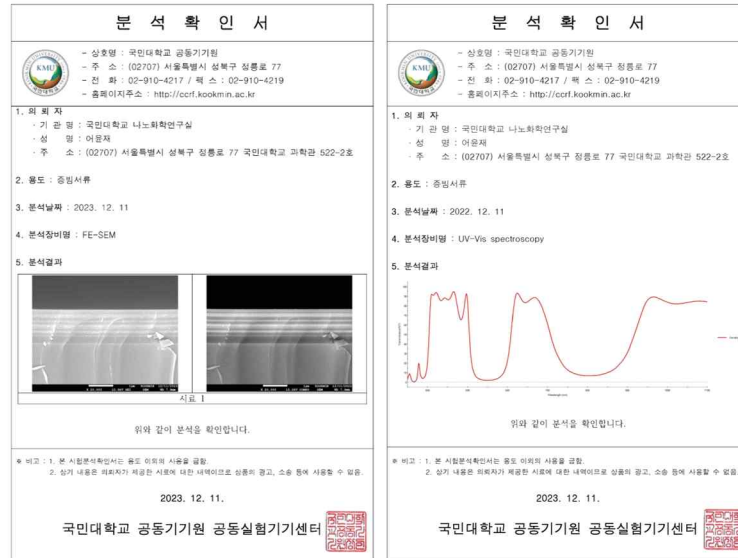 분 석 확 인 서
KMU
- 상호명 : 국민대학교 공동기기원
- 주 소 : (02707) 서울특별시 성북구 정릉로 77
- 전 화 : 02-910-4217 / 팩 스 : 02-910-4219
- 홈페이지주소 : http://ccrf.kookmin.ac.kr
1. 의 뢰 자
· 기 관 명 : 국민대학교 나노화학연구실
· 성 명 : 어윤재
· 주 소 : (02707) 서울특별시 성북구 정릉로 77 국민대학교 과학관 522-2호
2. 용도 : 증빙서류
3. 분석날짜 : 2023. 12. 11
4. 분석장비명 : FE-SEM
5. 분석결과
시료 1
위와 같이 분석을 확인합니다.
※ 비고 : 1. 본 시험분석확인서는 용도 이외의 사용을 금함.
2. 상기 내용은 의뢰자가 제공한 시료에 대한 내역이므로 상품의 광고, 소송 등에 사용할 수 없음.
2023. 12. 11.
국민대학교 공동기기원 공동실험기기센터
분 석 확 인 서
KMU
- 상호명 : 국민대학교 공동기기원
- 주 소 : (02707) 서울특별시 성북구 정릉로 77
- 전 화 : 02-910-4217 / 팩 스 : 02-910-4219
- 홈페이지주소 : http://ccrf.kookmin.ac.kr
1. 의 뢰 자
· 기 관 명 : 국민대학교 나노화학연구실
· 성 명 : 어윤재
· 주 소 : (02707) 서울특별시 성북구 정릉로 77 국민대학교 과학관 522-2호
2. 용도 : 증빙서류
3. 분석날짜 : 2022. 12. 11
4. 분석장비명 : UV-Vis spectroscopy
5. 분석결과
위와 같이 분석을 확인합니다.
※ 비고 : 1. 본 시험분석확인서는 용도 이외의 사용을 금함.
2. 상기 내용은 의뢰자가 제공한 시료에 대한 내역이므로 상품의 광고, 소송 등에 사용할 수 없음.
2023. 12. 11.
국민대학교 공동기기원 공동실험기기센터